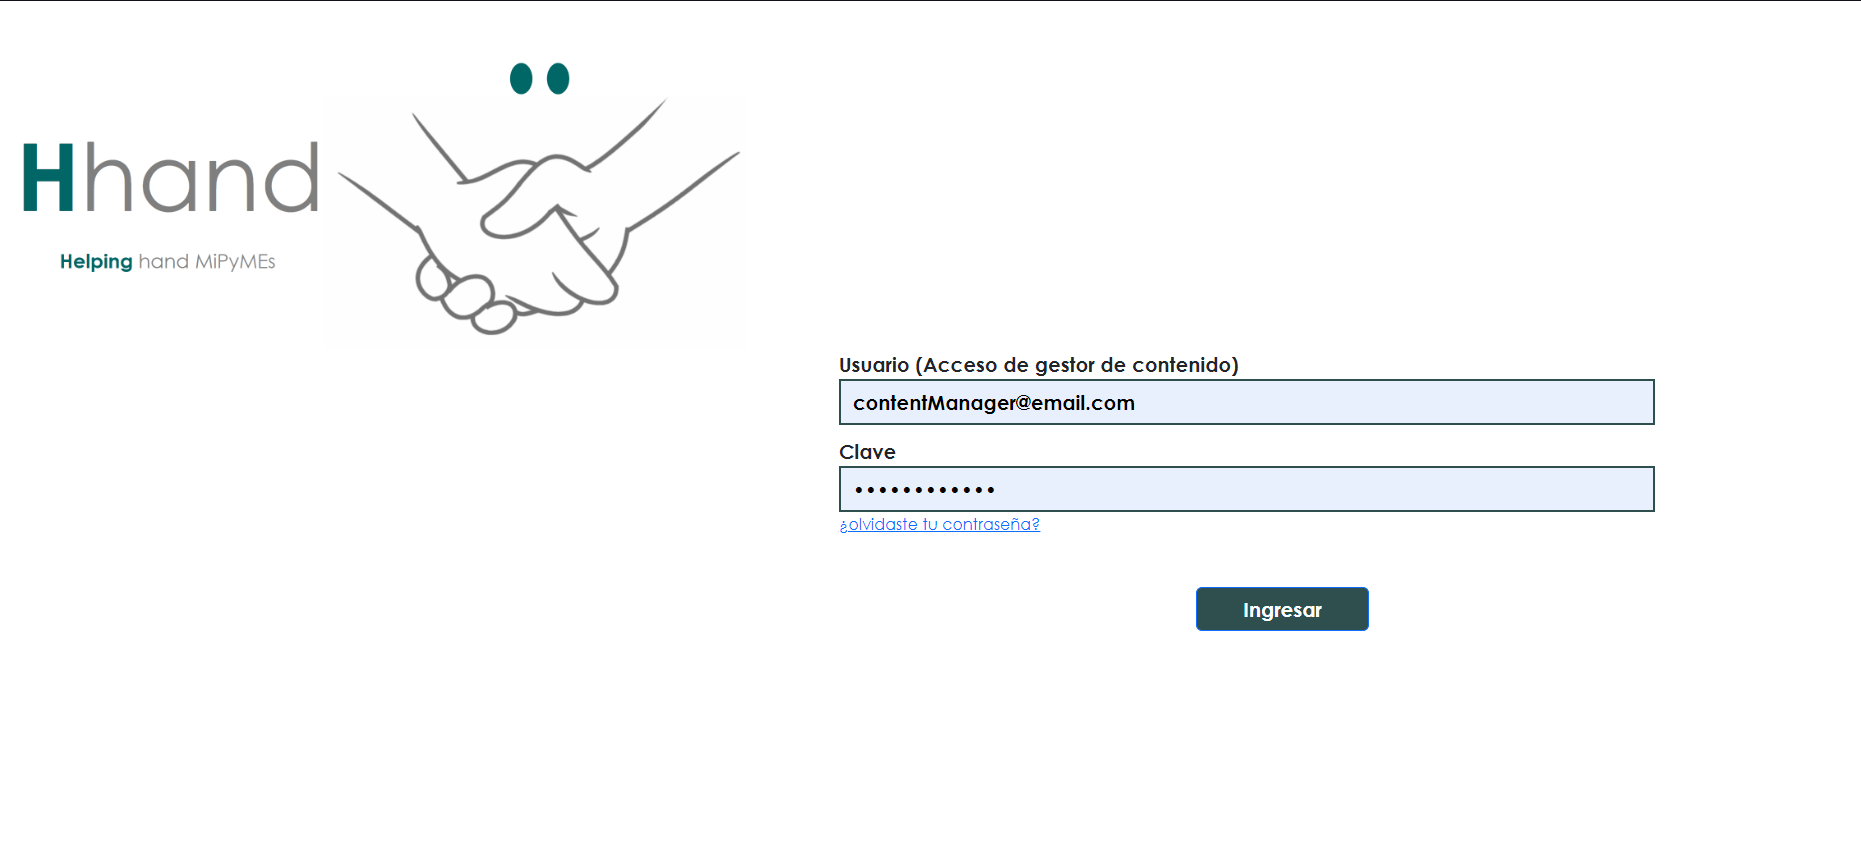 Hhand
Helping hand MiPyMEs
Usuario (Acceso de gestor de contenido)
contentManager@email.com
Clave
••••••••••••
¿olvidaste tu contraseña?
Ingresar